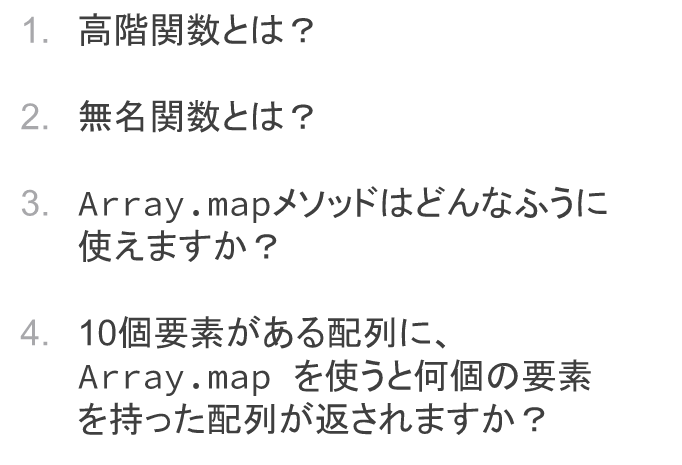 1. 高階関数とは？
2. 無名関数とは？
3. Array.mapメソッドはどんなふうに
使えますか？
4. 10個要素がある配列に、
Array.map を使うと何個の要素
を持った配列が返されますか？